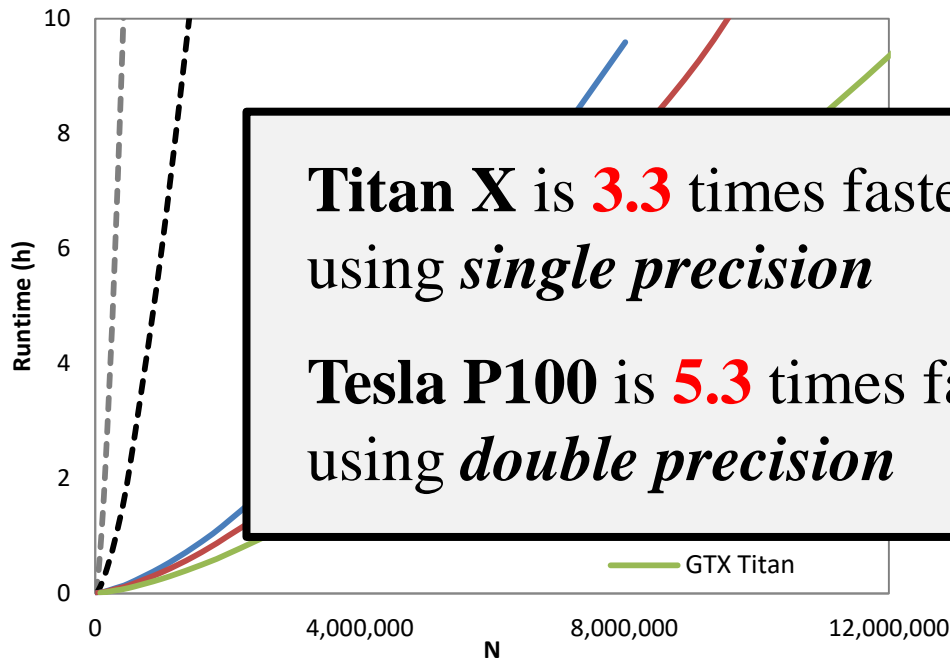 10
8
6
4
2
0
Runtime (h)
Titan X is 3.3 times faste
using single precision
Tesla P100 is 5.3 times fa
using double precision
GTX Titan
0
4,000,000
8,000,000
12,000,000
N